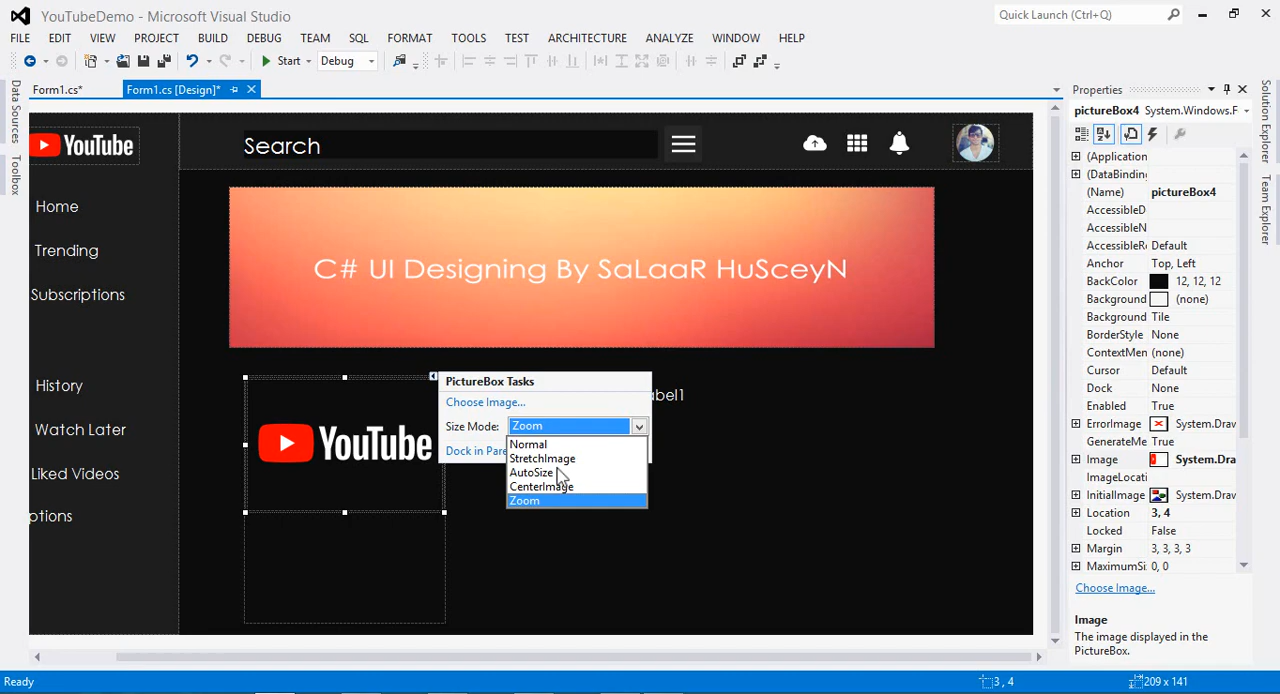 YouTubeDemo - Microsoft Visual Studio
Quick Launch (Ctrl+Q)
FILE EDIT VIEW PROJECT BUILD DEBUG TEAM SQL FORMAT TOOLS TEST ARCHITECTURE ANALYZE WINDOW HELP
Start Debug
Data Sources
Toolbox
Form1.cs*
Form1.cs [Design]*
YouTube
Search
Home
Trending
Subscriptions
History
Watch Later
Liked Videos
ptions
C# UI Designing By SaLaaR HuSceyN
YouTube
PictureBox Tasks
Choose Image...
Size Mode: Zoom
Normal
StretchImage
AutoSize
CenterImage
Zoom
Dock in Pare
abel1
Properties
pictureBox4 System.Windows.F
(Application
(DataBinding
(Name) pictureBox4
AccessibleD
AccessibleN
AccessibleRo Default
Anchor Top, Left
BackColor 12, 12, 12
Background (none)
Background Tile
BorderStyle None
ContextMen (none)
Cursor Default
Dock None
Enabled True
ErrorImage System.Draw
GenerateMe True
Image System.Dra
ImageLocat
InitialImage System.Draw
Location 3, 4
Locked False
Margin 3, 3, 3, 3
MaximumSi 0, 0
Choose Image...
Image
The image displayed in the
PictureBox.
Solution Explorer
Team Explorer
Ready
3 , 4
209 x 141